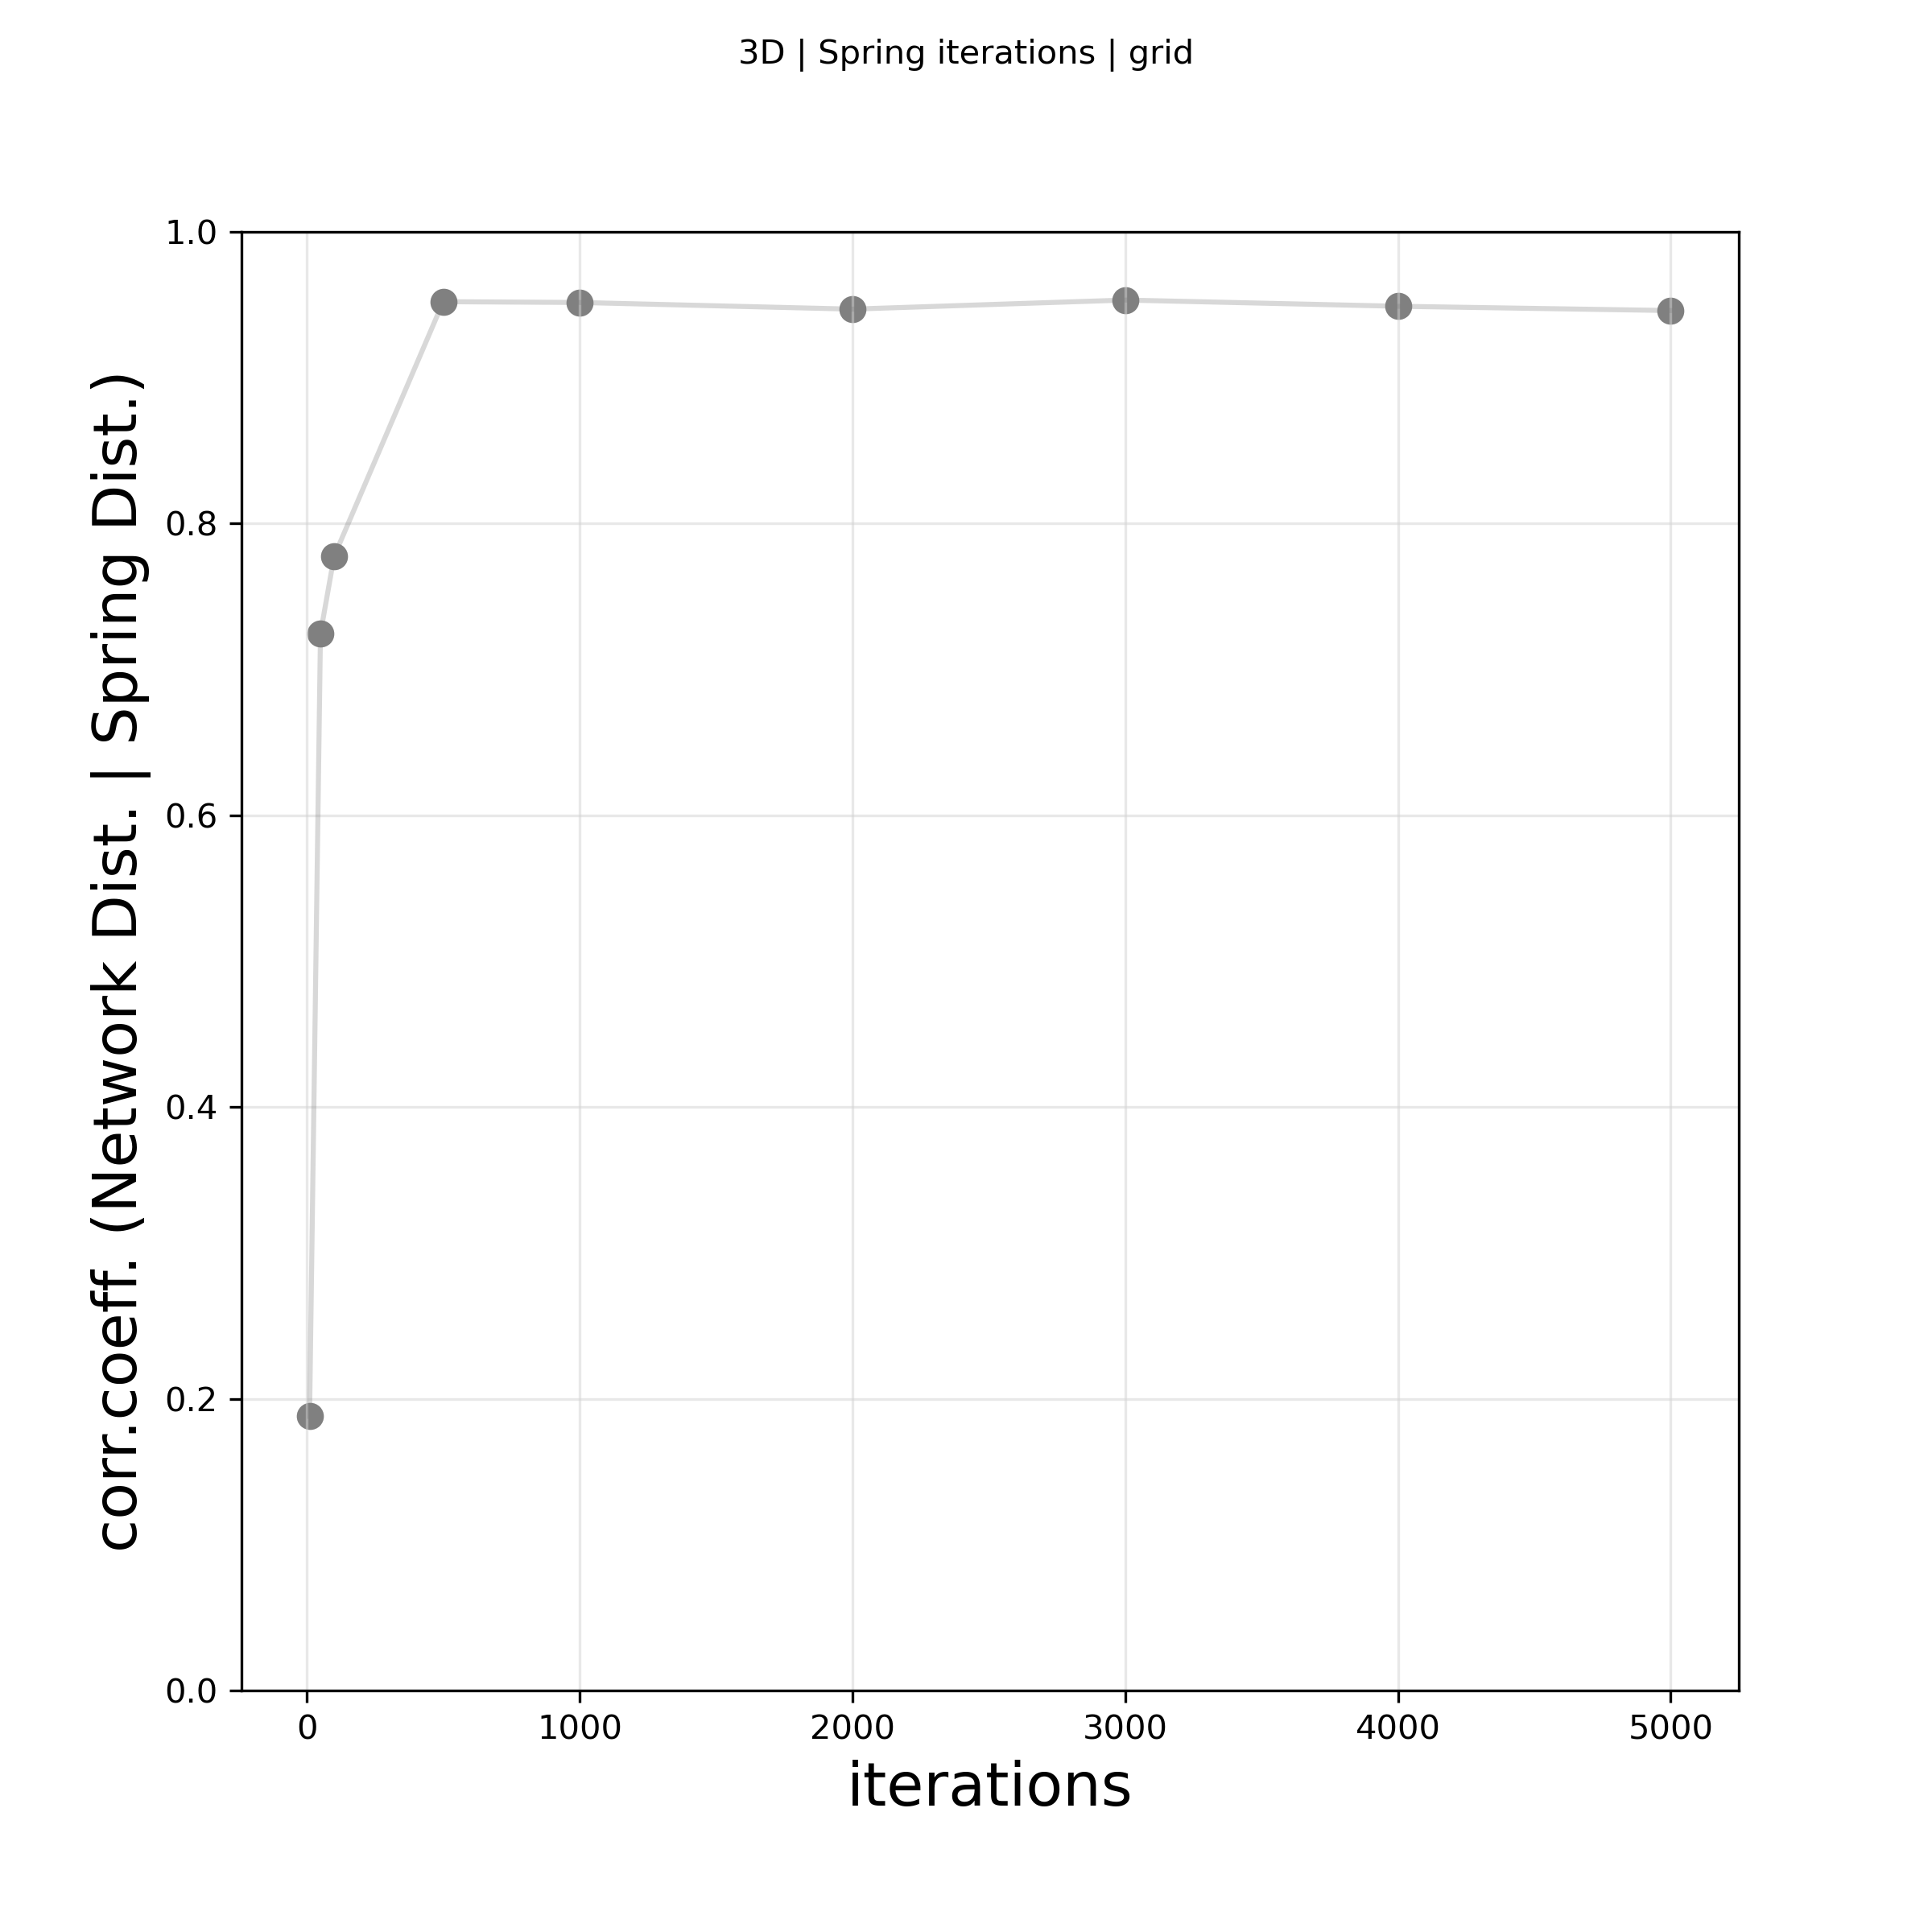 3D | Spring iterations | grid
corr.coeff. (Network Dist. | Spring Dist.)
1.0
0.8
0.6
0.4
0.2
0.0
0 1000 2000 3000 4000 5000
iterations